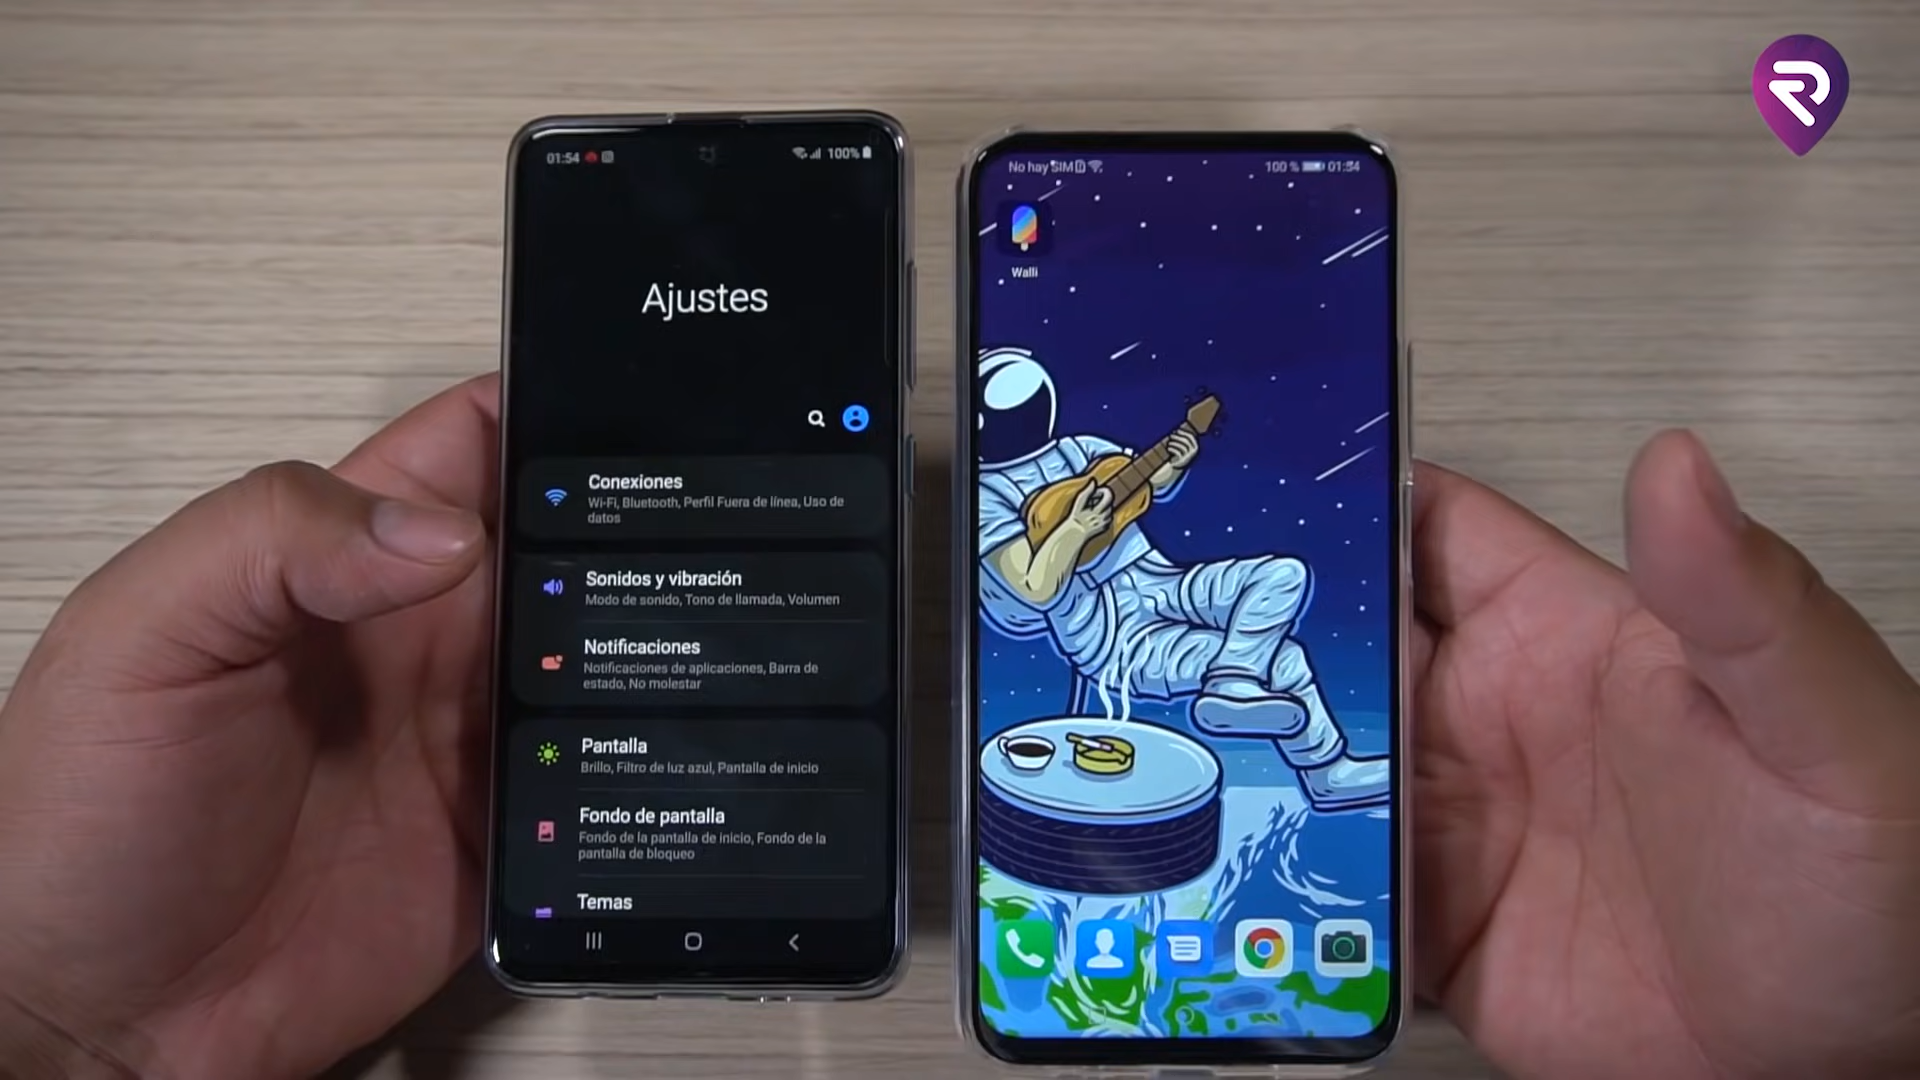 01:54
100%
Ajustes
Conexiones
Wi-Fi, Bluetooth, Perfil Fuera de línea, Uso de
datos
Sonidos y vibración
Modo de sonido, Tono de llamada, Volumen
Notificaciones
Notificaciones de aplicaciones, Barra de
estado, No molestar
Pantalla
Brillo, Filtro de luz azul, Pantalla de inicio
Fondo de pantalla
Fondo de la pantalla de inicio, Fondo de la
pantalla de bloqueo
Temas
No hay SIM
100 % 01:54
Walli
R